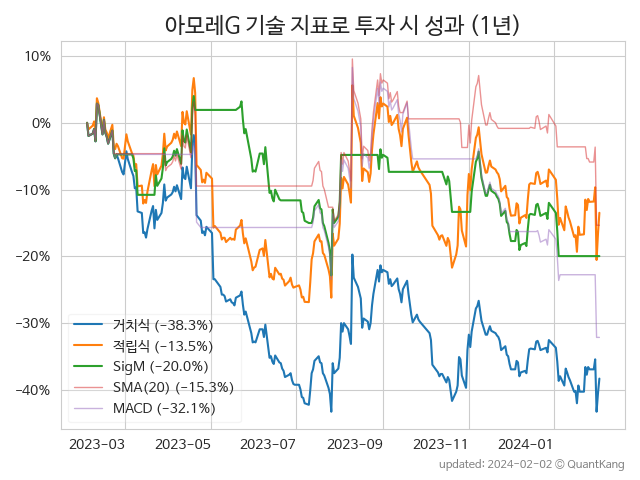 아모레G 기술 지표로 투자 시 성과 (1년)
10%
0%
−10%
−20%
−30%
−40%
거치식 (−38.3%)
적립식 (−13.5%)
SigM (−20.0%)
SMA(20) (−15.3%)
MACD (−32.1%)
2023−03 2023−05 2023−07 2023−09 2023−11 2024−01
updated: 2024−02−02 © QuantKang